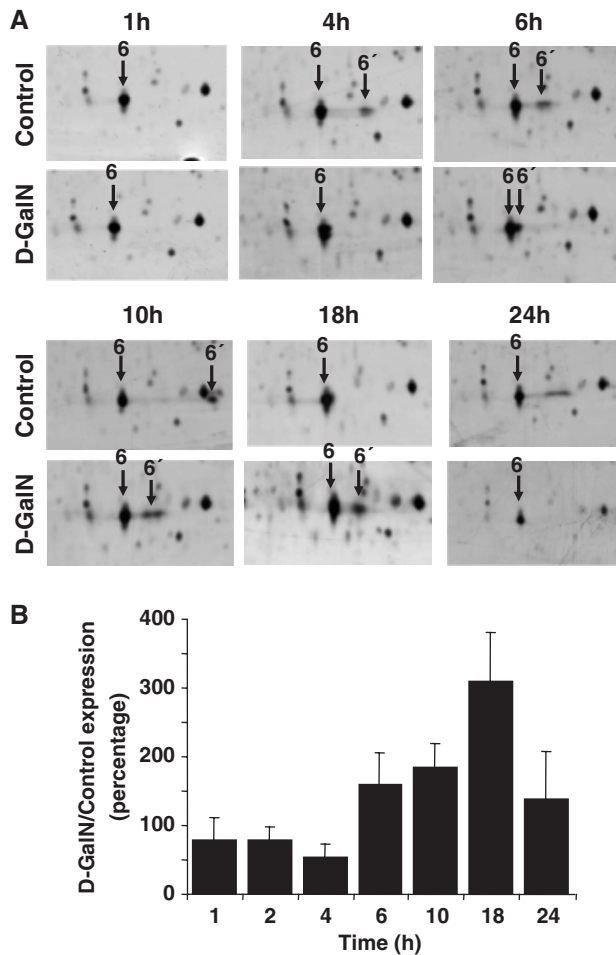 A
1h 4h 6h
Control
6 6 6´ 6 6´
D-GalN
6 6 6 6´
10h 18h 24h
Control
6 6´ 6 6
D-GalN
6 6´ 6 6´ 6
B
D-GalN/Control expression
(percentage)
400
300
200
100
0
1 2 4 6 10 18 24
Time (h)